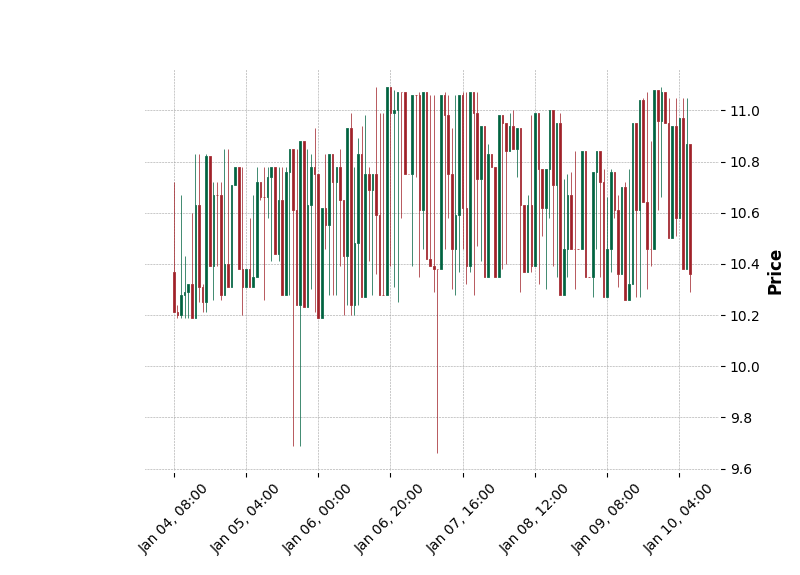 11.0
10.8
10.6
10.4
10.2
10.0
9.8
9.6
Price
Jan 04, 08:00
Jan 05, 04:00
Jan 06, 00:00
Jan 06, 20:00
Jan 07, 16:00
Jan 08, 12:00
Jan 09, 08:00
Jan 10, 04:00